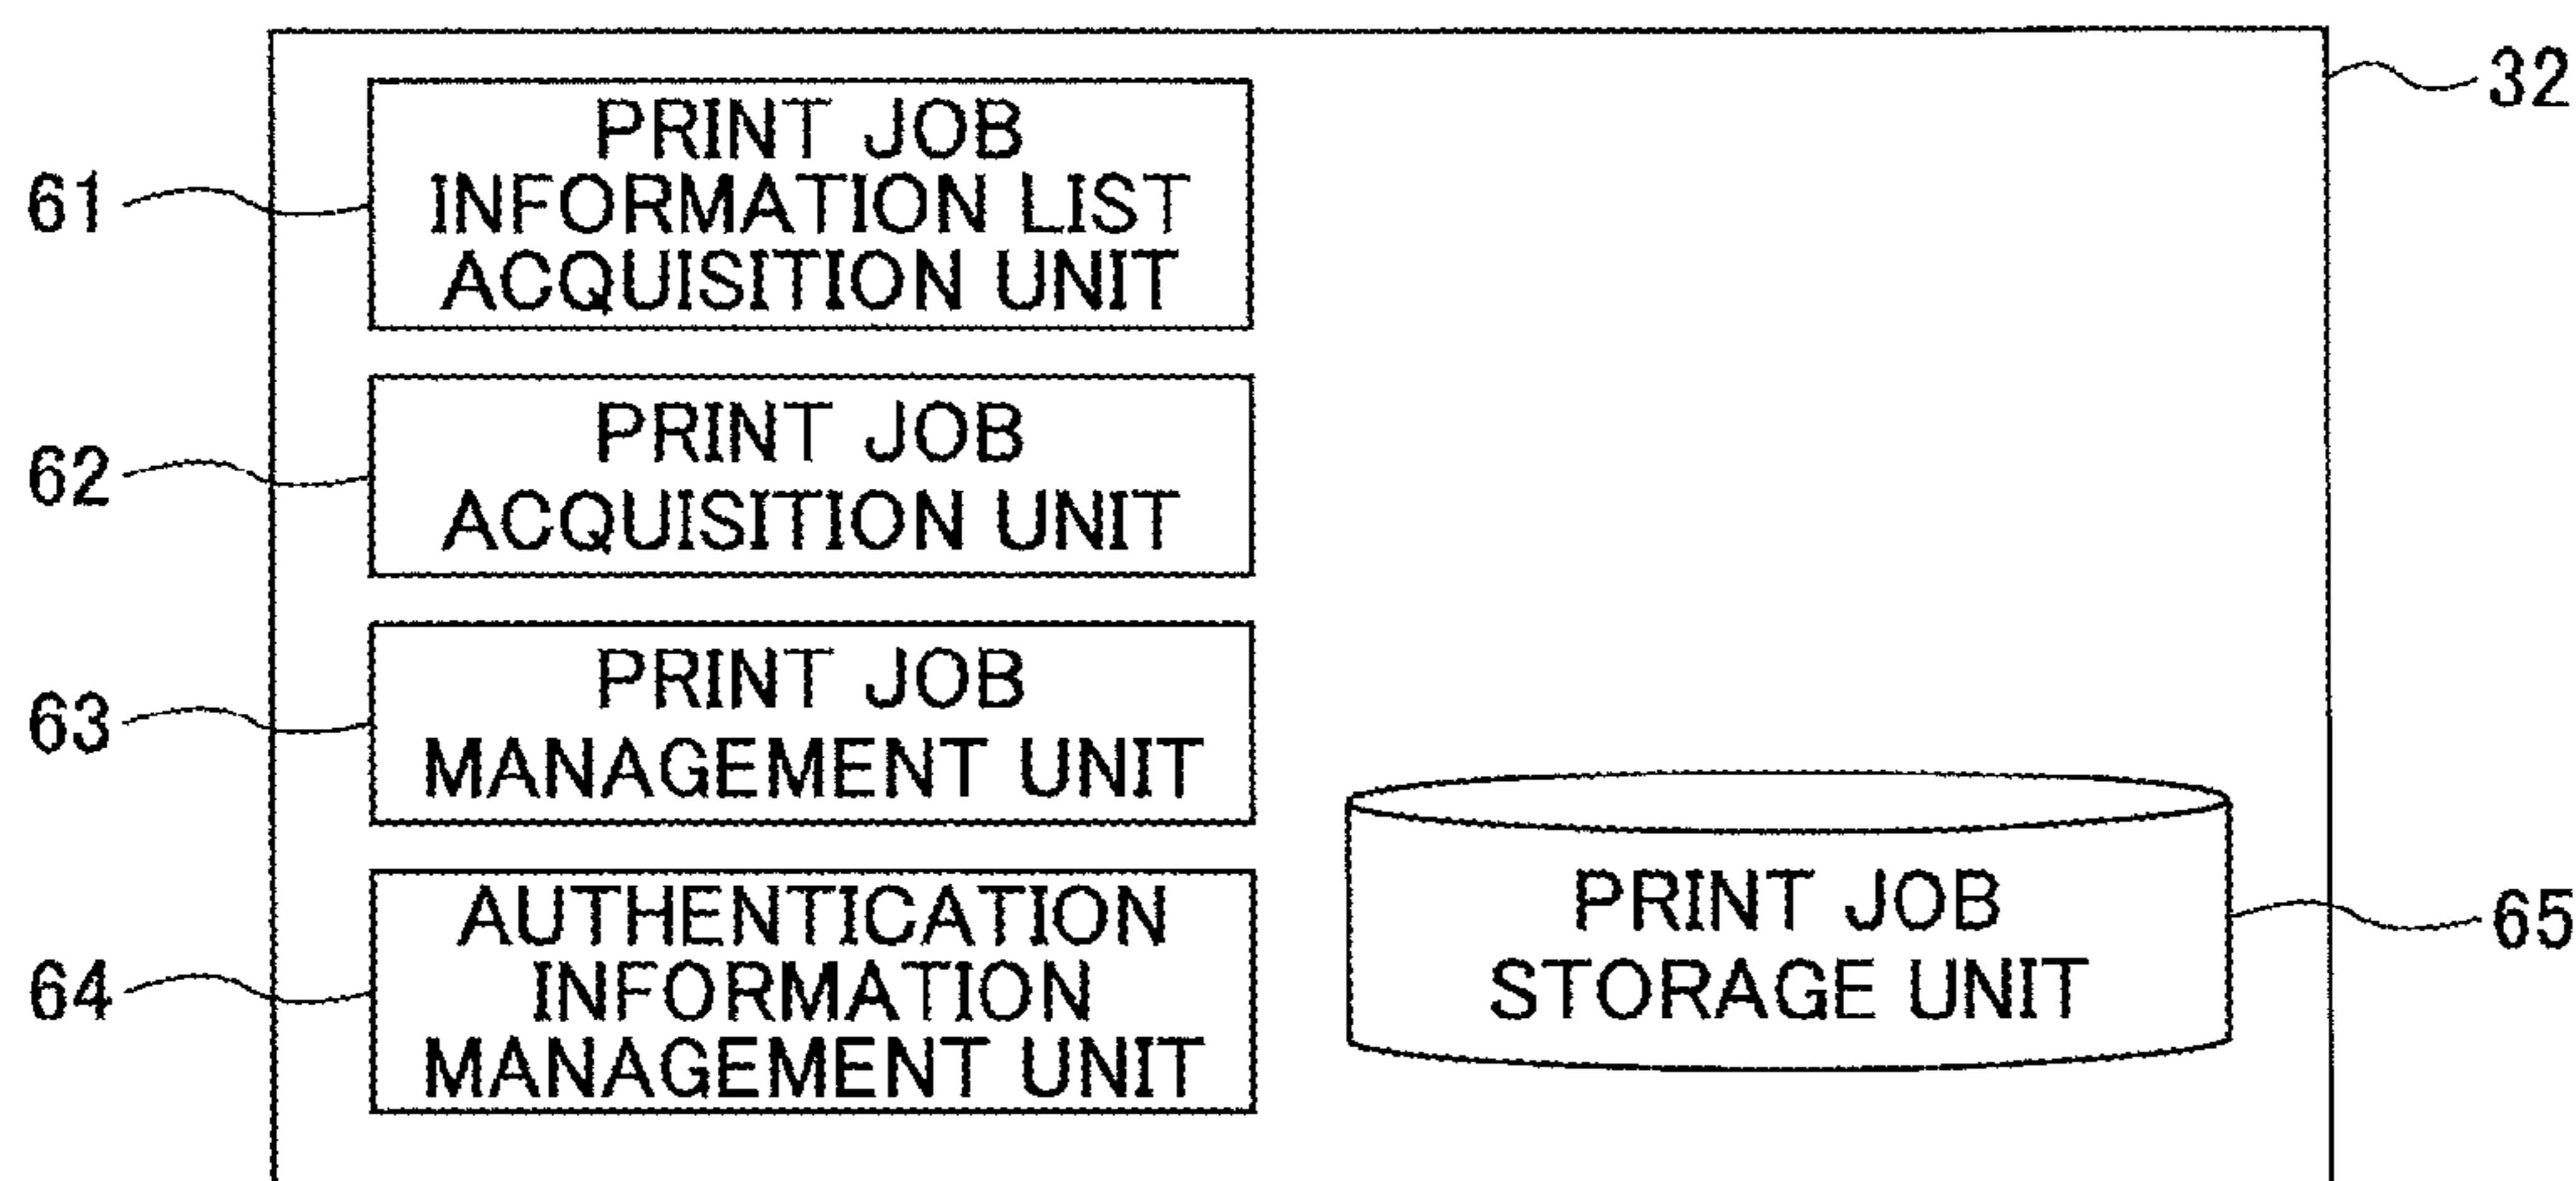 32
61
PRINT JOB
INFORMATION LIST
ACQUISITION UNIT
62
PRINT JOB
ACQUISITION UNIT
63
PRINT JOB
MANAGEMENT UNIT
64
AUTHENTICATION
INFORMATION
MANAGEMENT UNIT
PRINT JOB
STORAGE UNIT
65